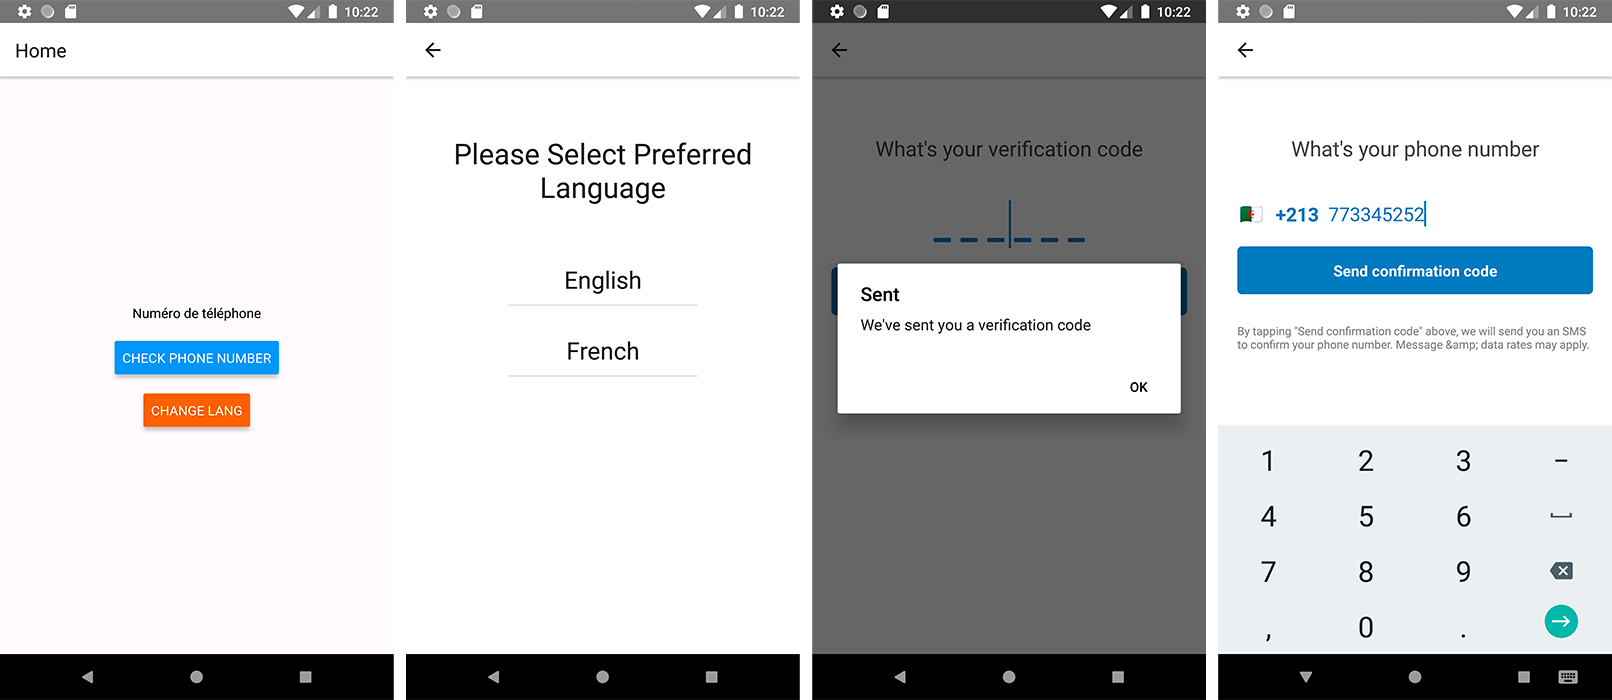 10:22
Home
Numéro de téléphone
CHECK PHONE NUMBER
CHANGE LANG
10:22
Please Select Preferred
Language
English
French
10:22
What's your verification code
Sent
We've sent you a verification code
OK
10:22
What's your phone number
+213 773345252
Send confirmation code
By tapping "Send confirmation code" above, we will send you an SMS
to confirm your phone number. Message &amp; data rates may apply.
1 2 3 –
4 5 6
7 8 9
, 0 .